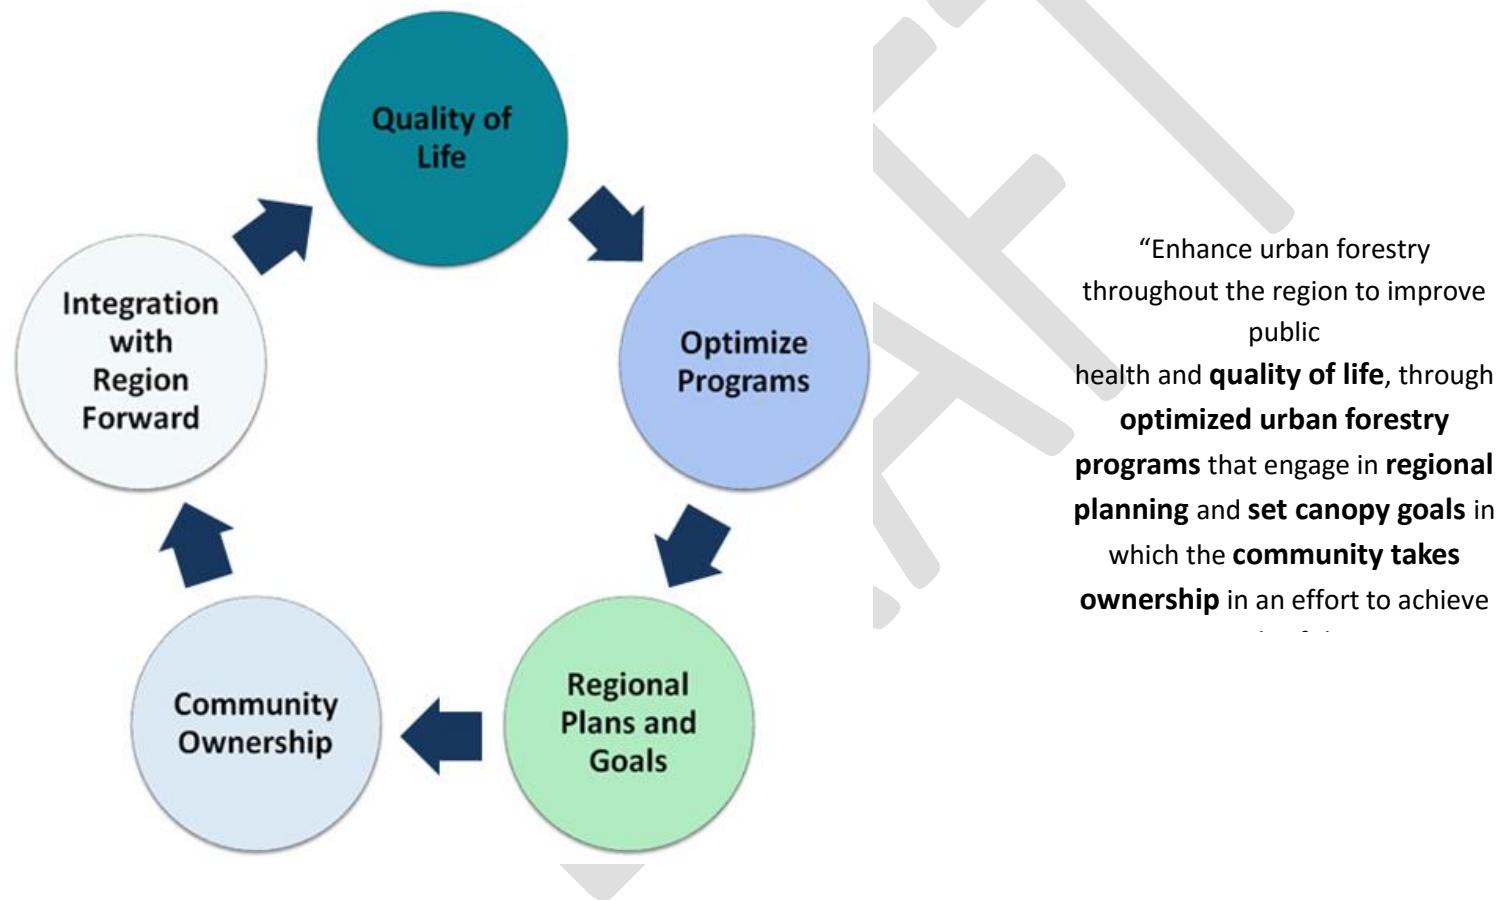 Quality of
Life
Optimize
Programs
Regional
Plans and
Goals
Community
Ownership
Integration
with
Region
Forward
“Enhance urban forestry
throughout the region to improve
public
health and quality of life, through
optimized urban forestry
programs that engage in regional
planning and set canopy goals in
which the community takes
ownership in an effort to achieve